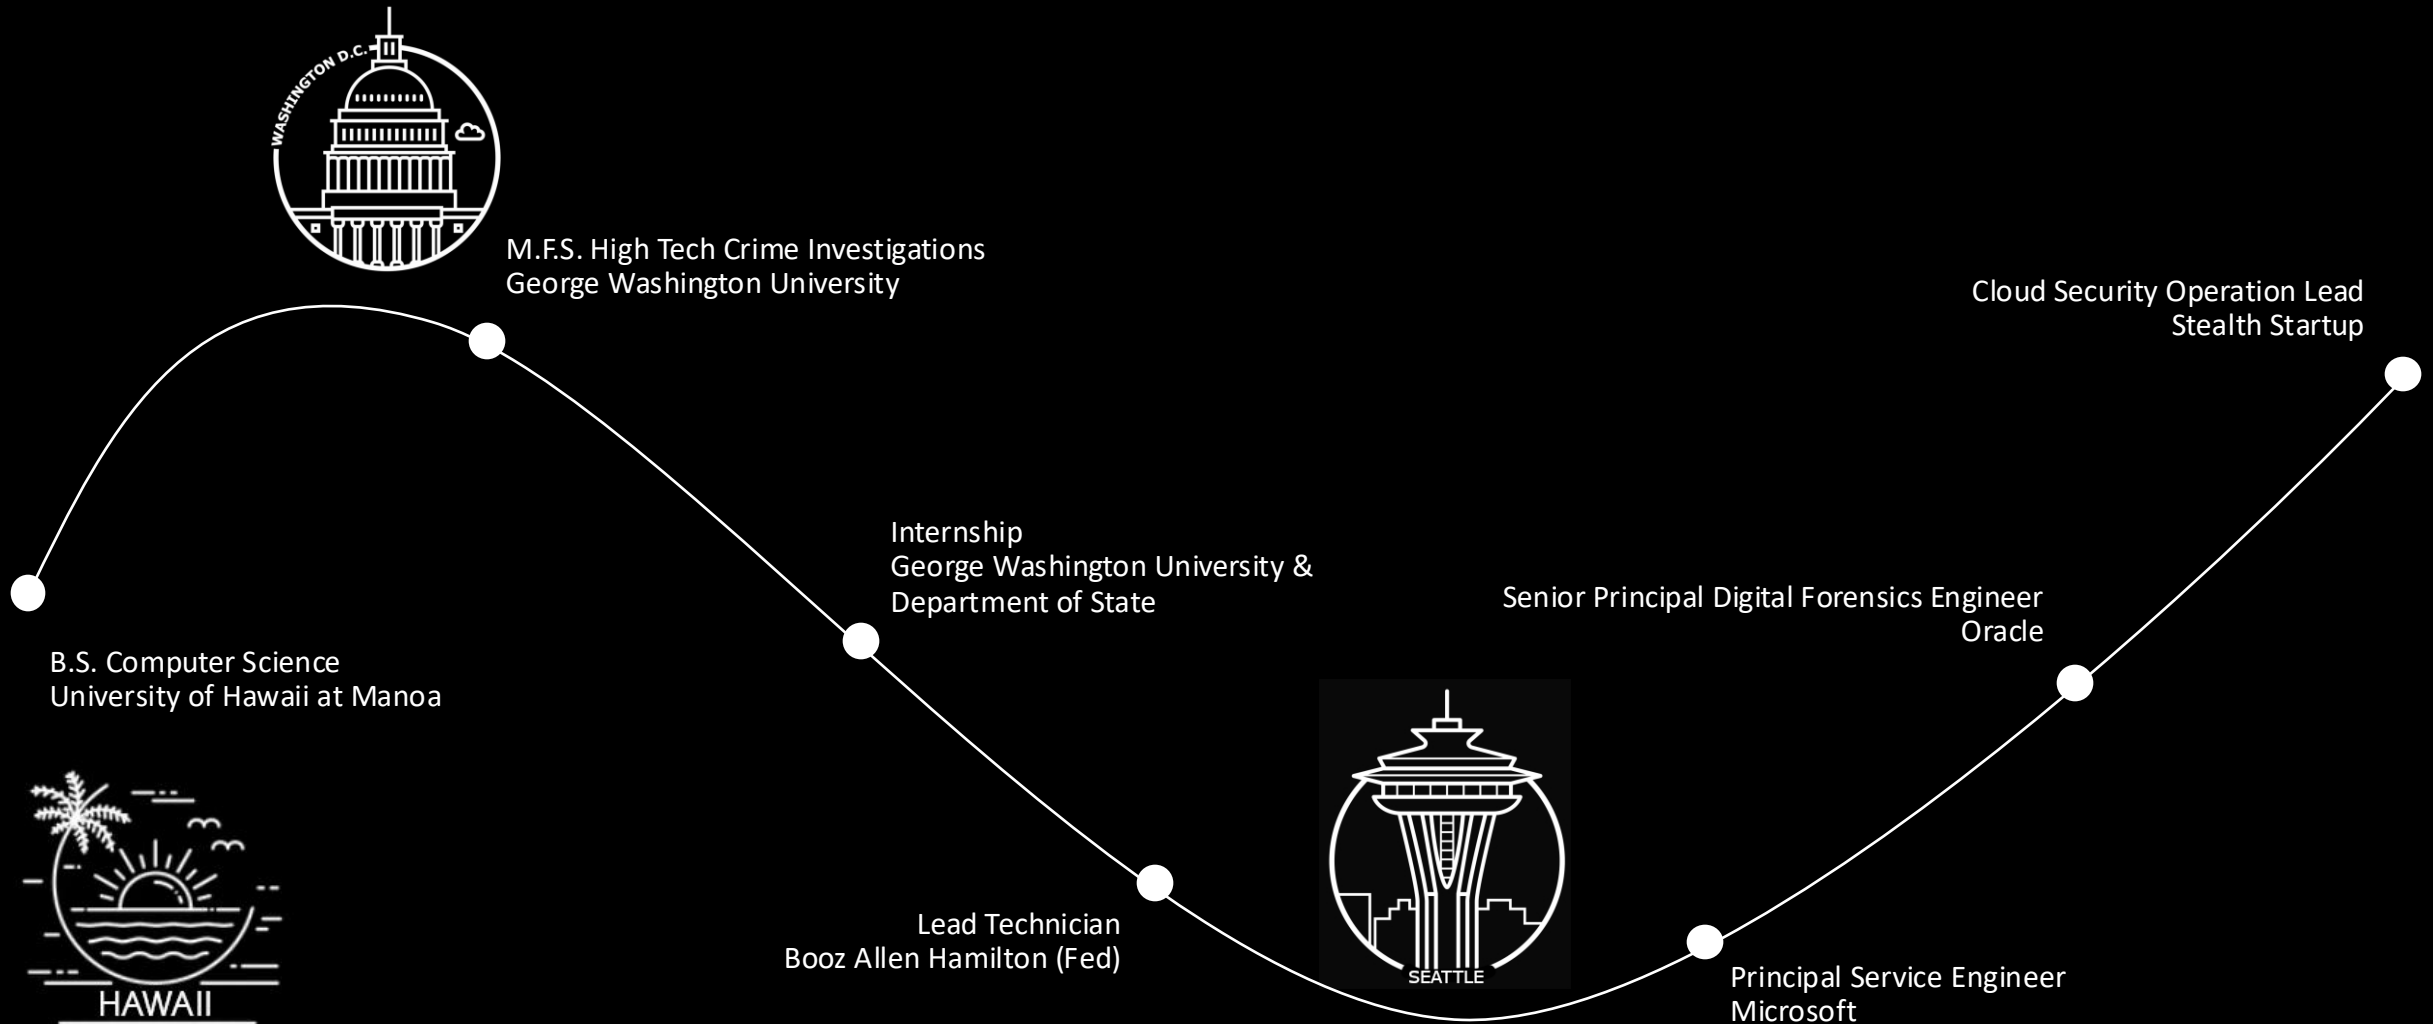 WASHINGTON D.C.
M.F.S. High Tech Crime Investigations
George Washington University
Cloud Security Operation Lead
Stealth Startup
Internship
George Washington University &
Department of State
Senior Principal Digital Forensics Engineer
Oracle
B.S. Computer Science
University of Hawaii at Manoa
HAWAII
Lead Technician
Booz Allen Hamilton (Fed)
SEATTLE
Principal Service Engineer
Microsoft